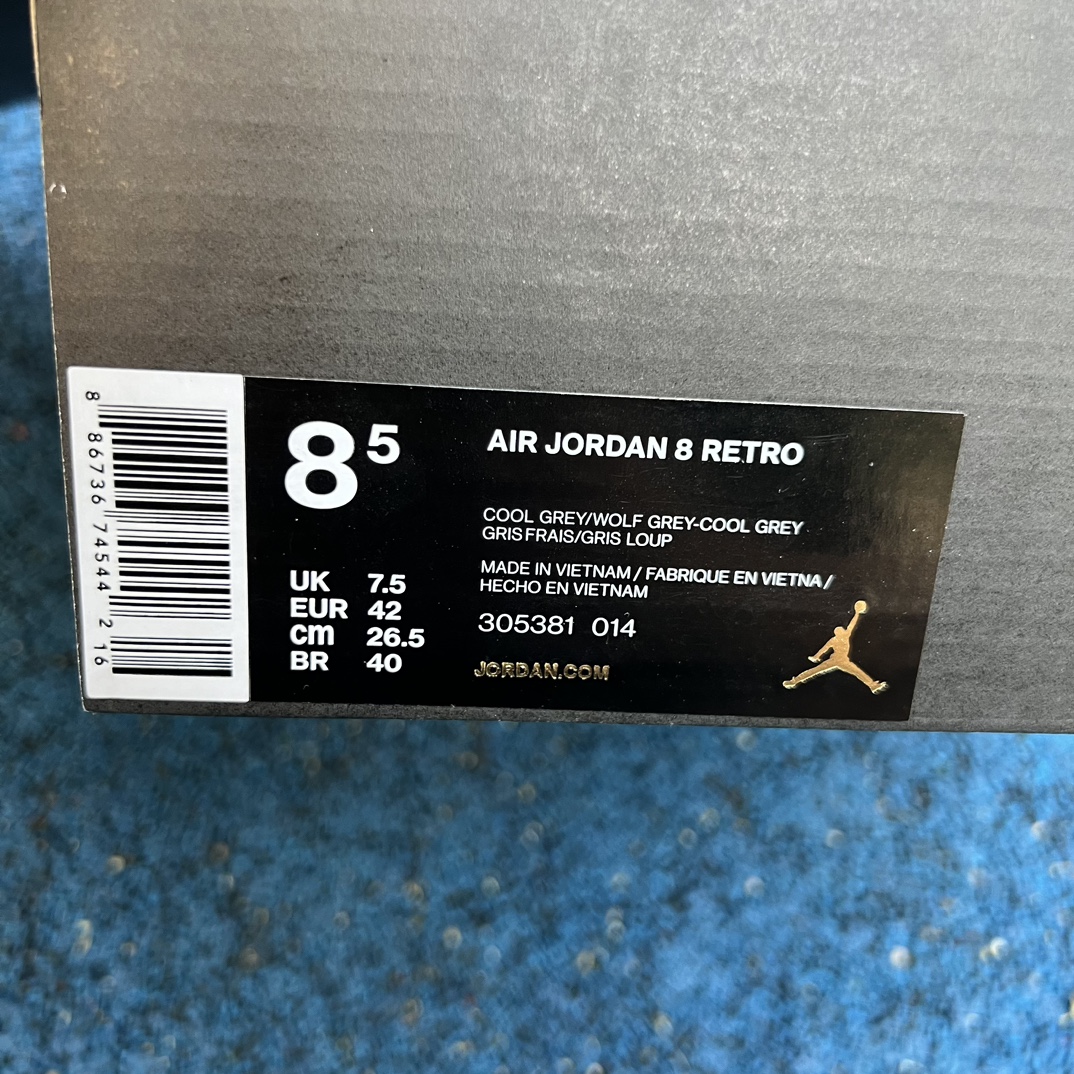 8 86736 74544 2 16
8 5
UK 7.5
EUR 42
cm 26.5
BR 40
AIR JORDAN 8 RETRO
COOL GREY/WOLF GREY-COOL GREY
GRIS FRAIS/GRIS LOUP
MADE IN VIETNAM / FABRIQUE EN VIETNA /
HECHO EN VIETNAM
305381 014
JORDAN.COM